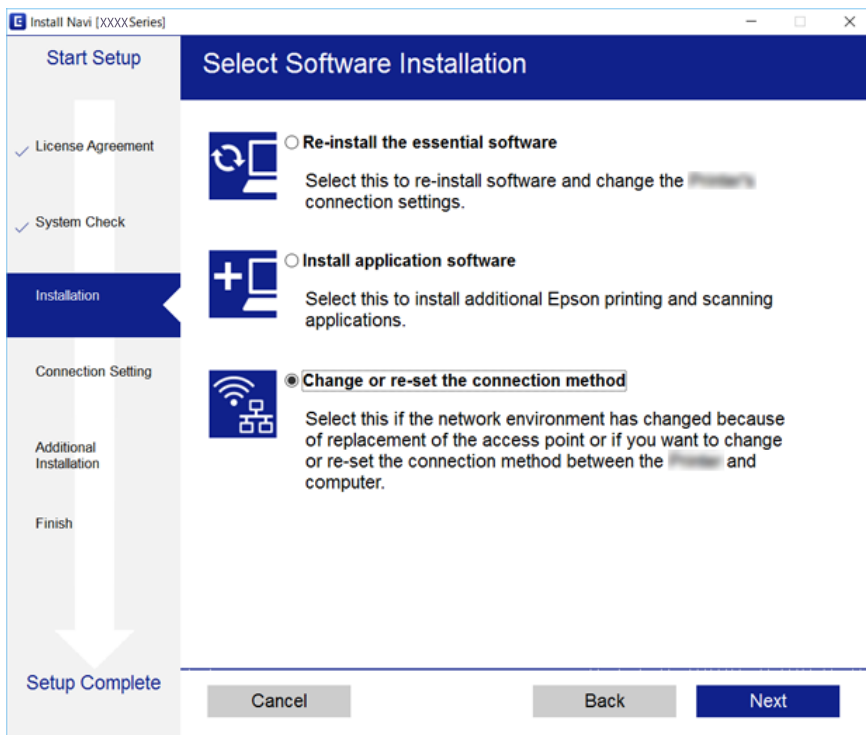 Install Navi [XXXX Series]
Start Setup
License Agreement
System Check
Installation
Connection Setting
Additional
Installation
Finish
Setup Complete
Select Software Installation
Re-install the essential software
Select this to re-install software and change the
connection settings.
Install application software
Select this to install additional Epson printing and scanning
applications.
Change or re-set the connection method
Select this if the network environment has changed because
of replacement of the access point or if you want to change
or re-set the connection method between the and
computer.
Cancel
Back
Next